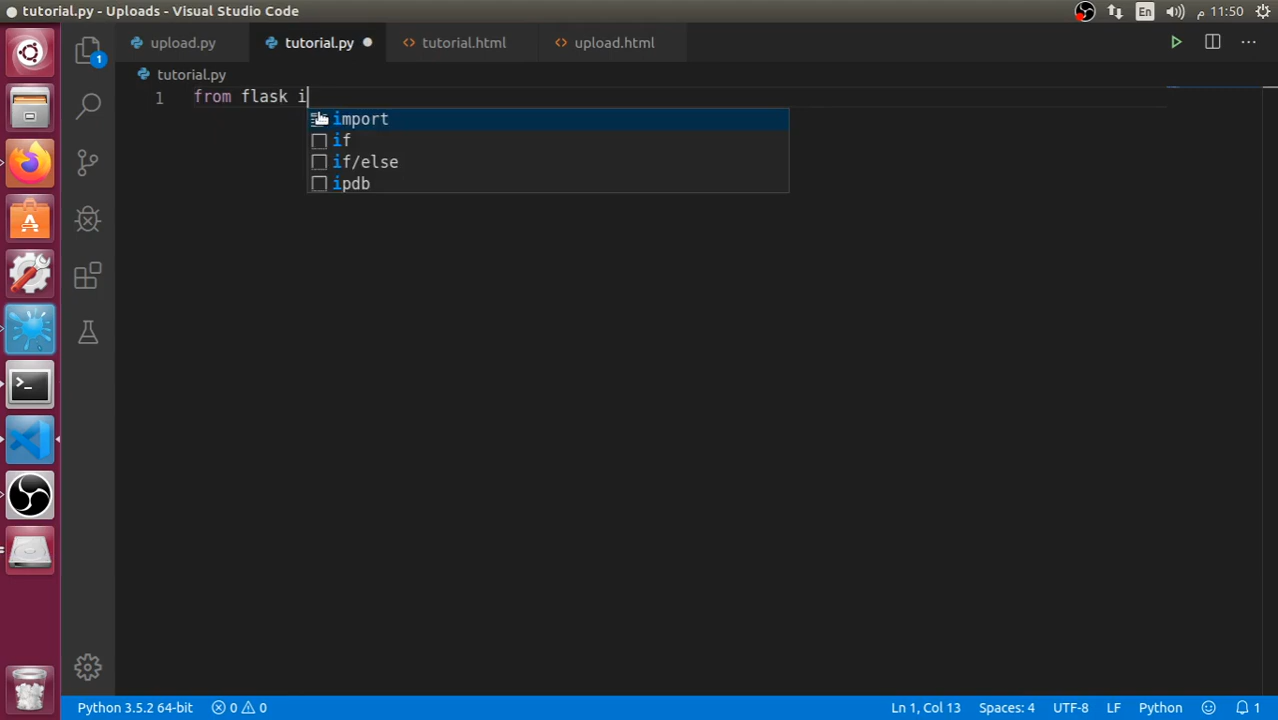 tutorial.py - Uploads - Visual Studio Code
En
11:50 م
upload.py
tutorial.py
tutorial.html
upload.html
tutorial.py
1
1 from flask i
import
if
if/else
ipdb
Python 3.5.2 64-bit
0
0
Ln 1, Col 13
Spaces: 4
UTF-8
LF
Python
1